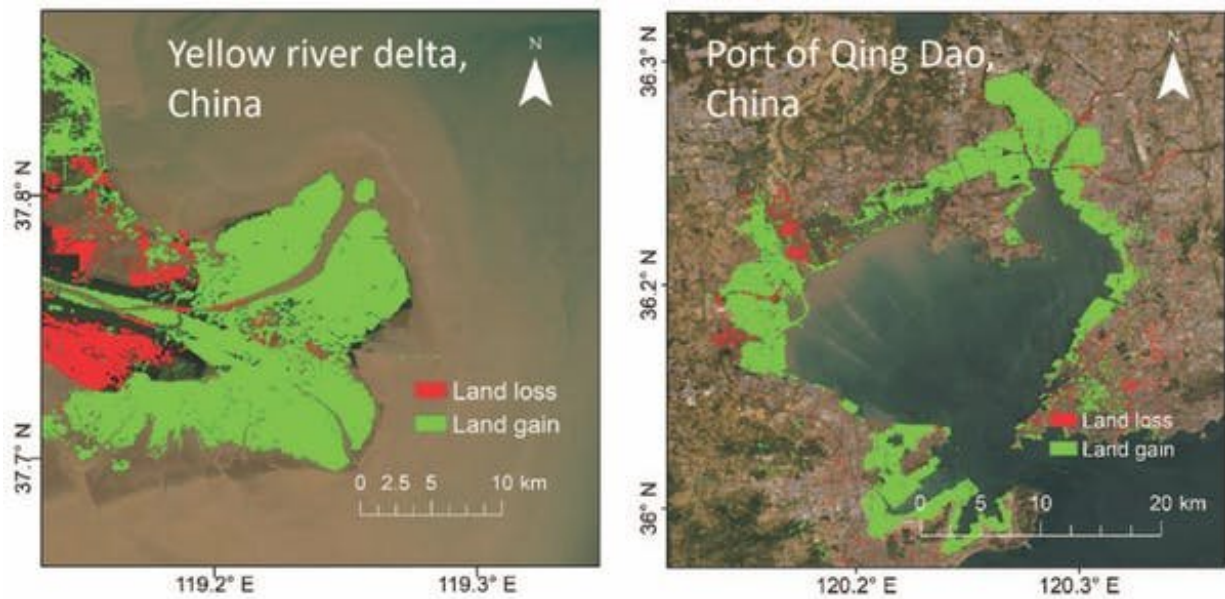 Yellow river delta,
China
N
37.8° N
37.7° N
Land loss
Land gain
0 2.5 5 10 km
119.2° E
119.3° E
Port of Qing Dao,
China
N
36.3° N
36.2° N
36° N
Land loss
Land gain
0 5 10 20 km
120.2° E
120.3° E